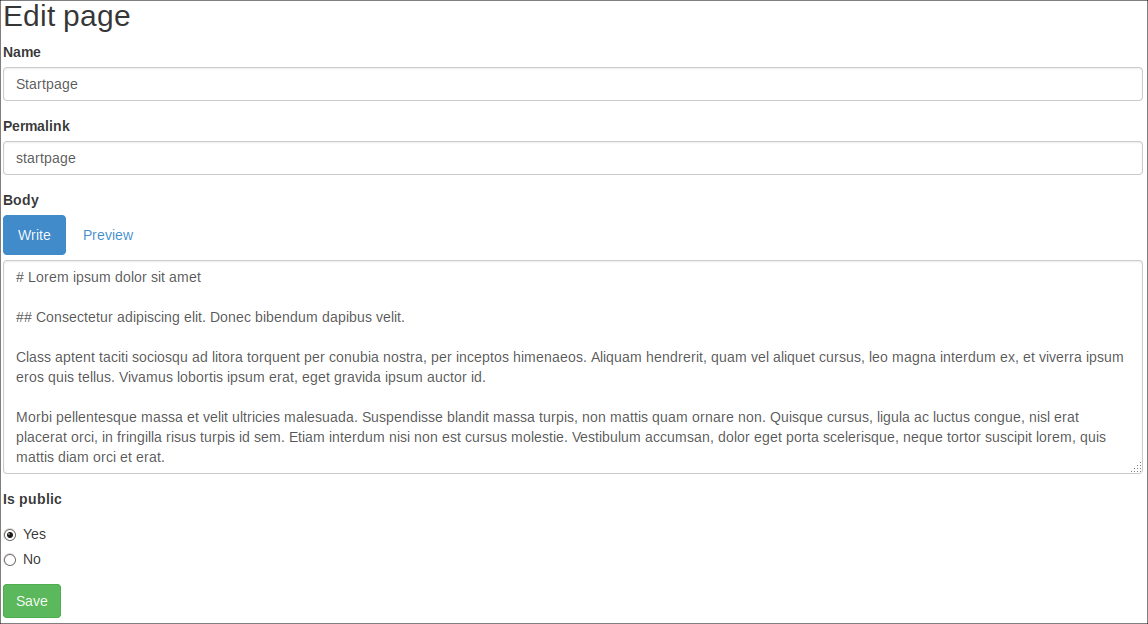 Edit page
Name
Startpage
Permalink
startpage
Body
Write Preview
# Lorem ipsum dolor sit amet
## Consectetur adipiscing elit. Donec bibendum dapibus velit.
Class aptent taciti sociosqu ad litora torquent per conubia nostra, per inceptos himenaeos. Aliquam hendrerit, quam vel aliquet cursus, leo magna interdum ex, et viverra ipsum
eros quis tellus. Vivamus lobortis ipsum erat, eget gravida ipsum auctor id.
Morbi pellentesque massa et velit ultricies malesuada. Suspendisse blandit massa turpis, non mattis quam ornare non. Quisque cursus, ligula ac luctus congue, nisl erat
placerat orci, in fringilla risus turpis id sem. Etiam interdum nisi non est cursus molestie. Vestibulum accumsan, dolor eget porta scelerisque, neque tortor suscipit lorem, quis
mattis diam orci et erat.
Is public
Yes
No
Save